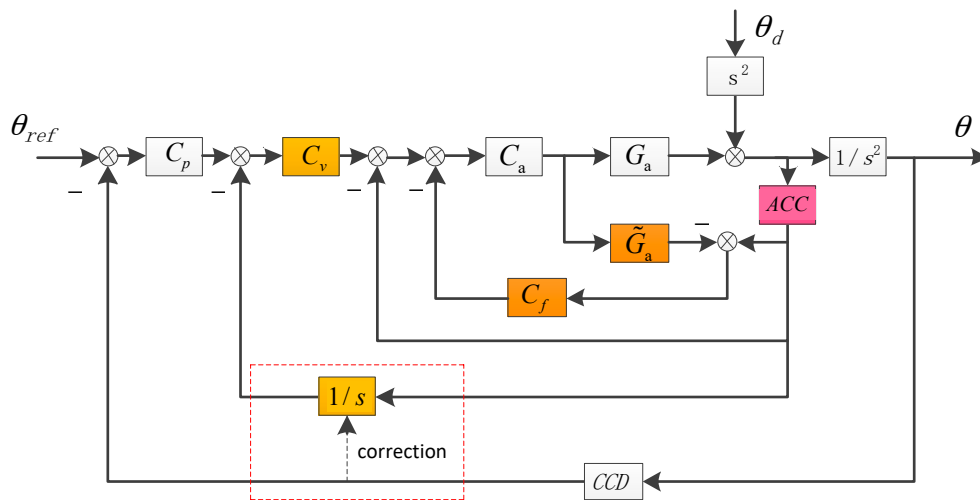 θ_d
s²
θ_ref
θ
C_p
C_v
C_a
G_a
1/s²
− − − −
ACC
G̃_a
−
C_f
1/s
correction
CCD